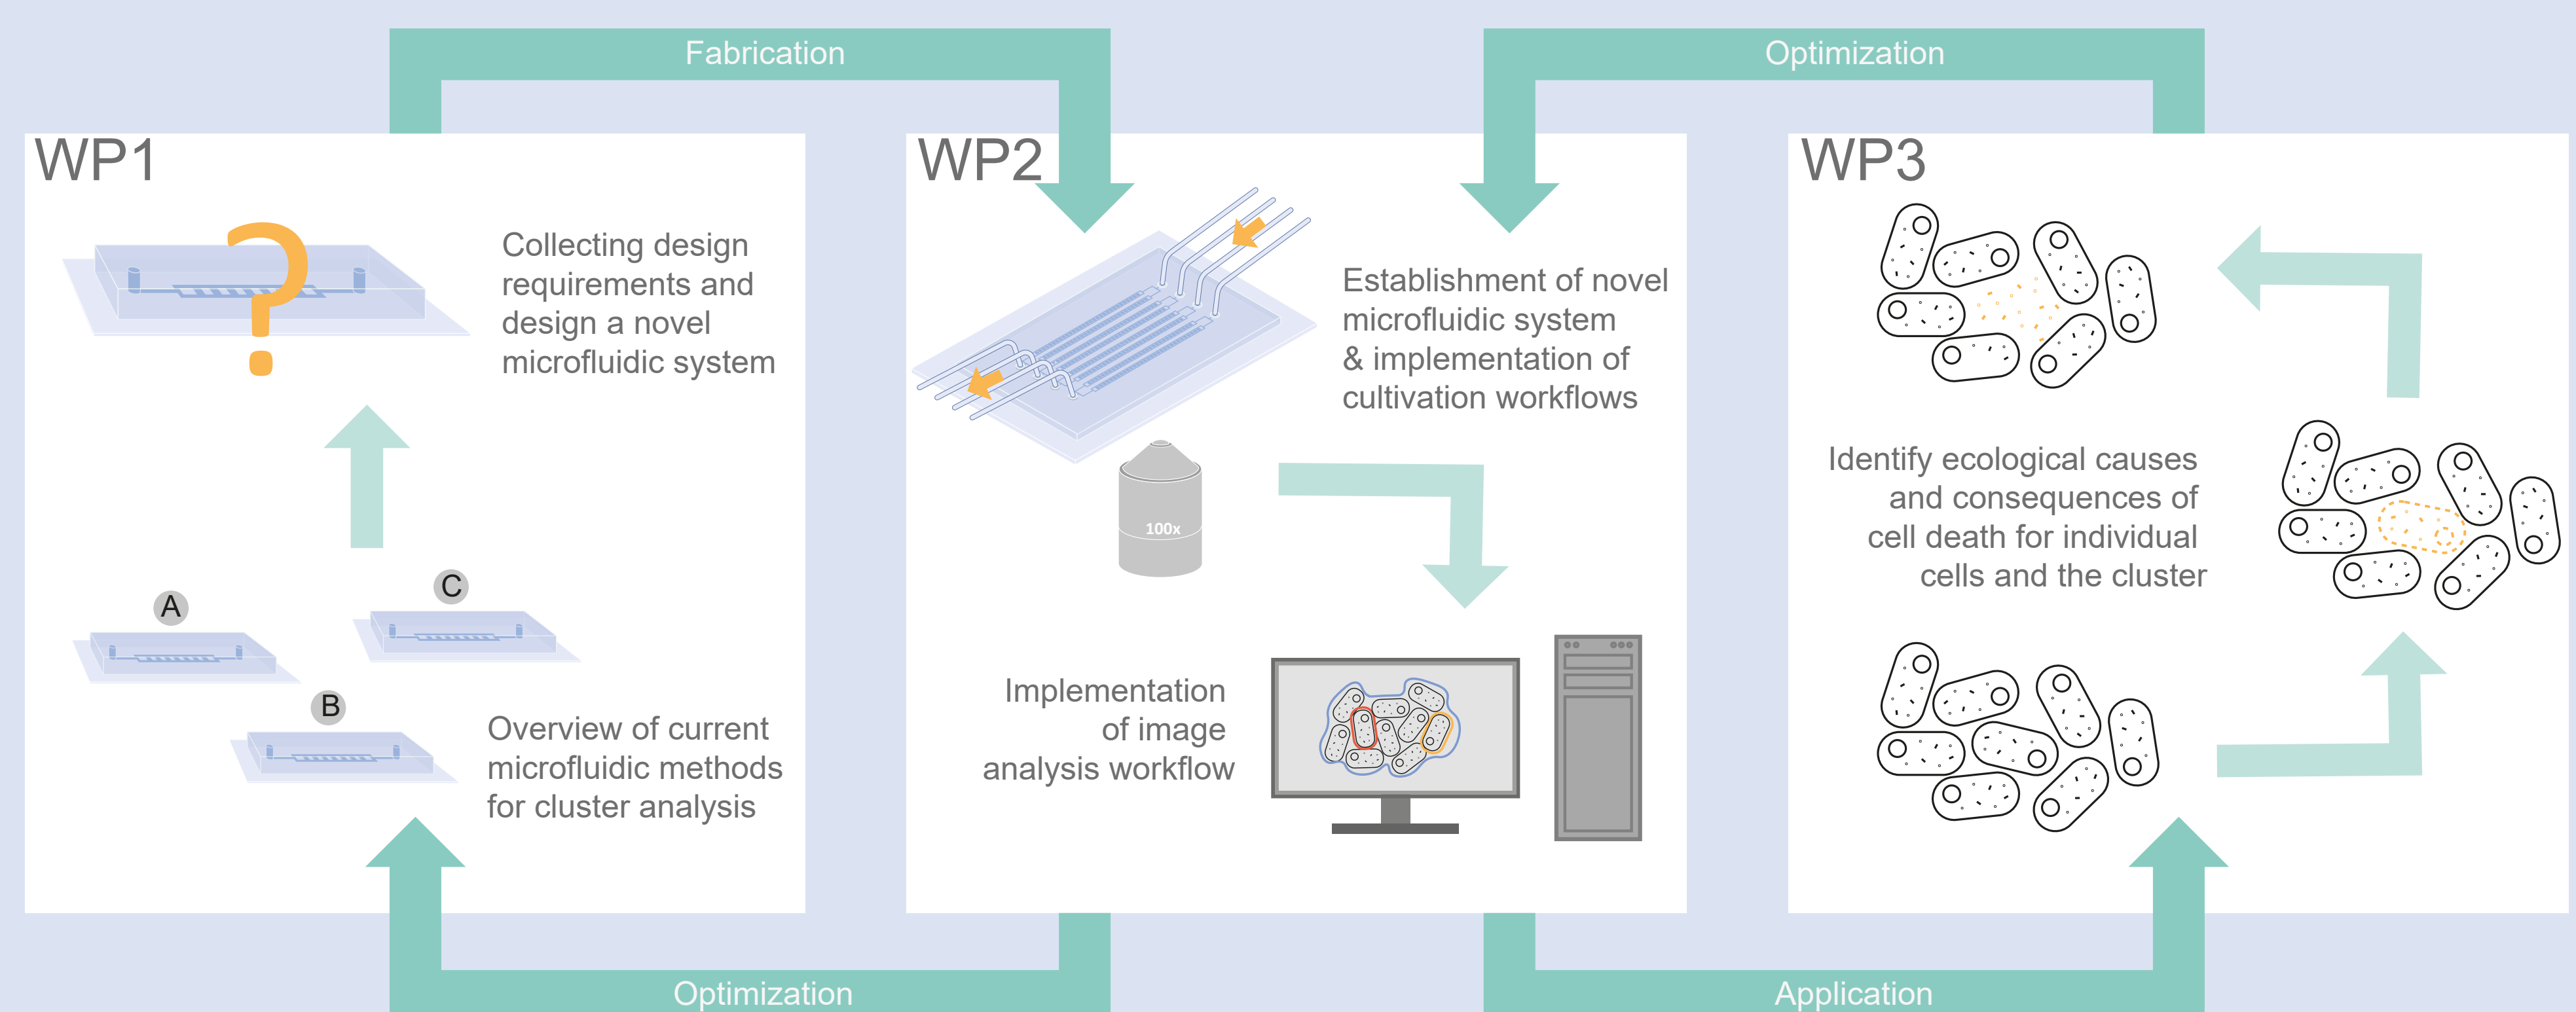 Fabrication
Optimization
WP1
Collecting design
requirements and
design a novel
microfluidic system
?
A
C
B
Overview of current
microfluidic methods
for cluster analysis
WP2
Establishment of novel
microfluidic system
& implementation of
cultivation workflows
100x
Implementation
of image
analysis workflow
WP3
Identify ecological causes
and consequences of
cell death for individual
cells and the cluster
Optimization
Application